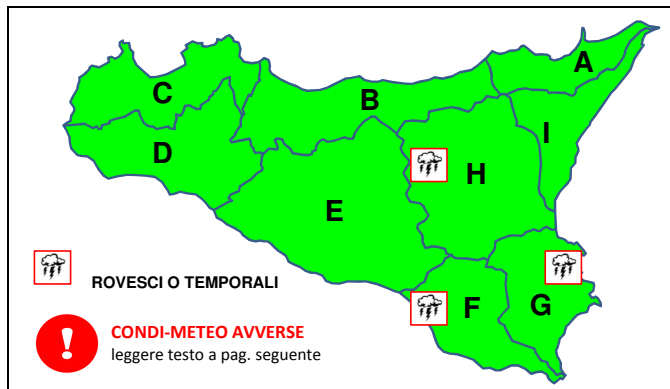 A
C
B
I
D
H
E
F
G
ROVESCI O TEMPORALI
! CONDI-METEO AVVERSE
leggere testo a pag. seguente